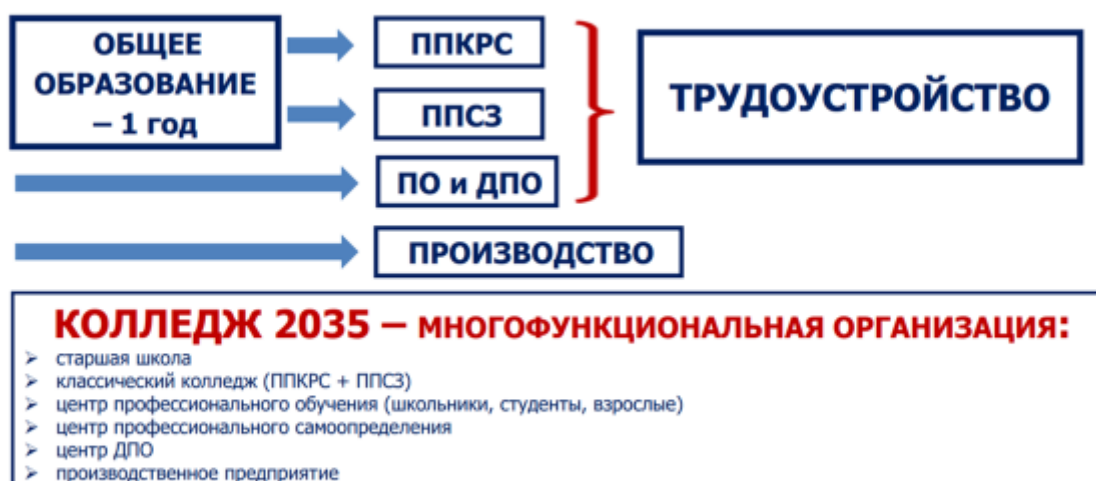 ОБЩЕЕ
ОБРАЗОВАНИЕ
– 1 год
ППКРС
ППСЗ
ПО и ДПО
ПРОИЗВОДСТВО
ТРУДОУСТРОЙСТВО
КОЛЛЕДЖ 2035 – МНОГОФУНКЦИОНАЛЬНАЯ ОРГАНИЗАЦИЯ:
➢ старшая школа
➢ классический колледж (ППКРС + ППСЗ)
➢ центр профессионального обучения (школьники, студенты, взрослые)
➢ центр профессионального самоопределения
➢ центр ДПО
➢ производственное предприятие